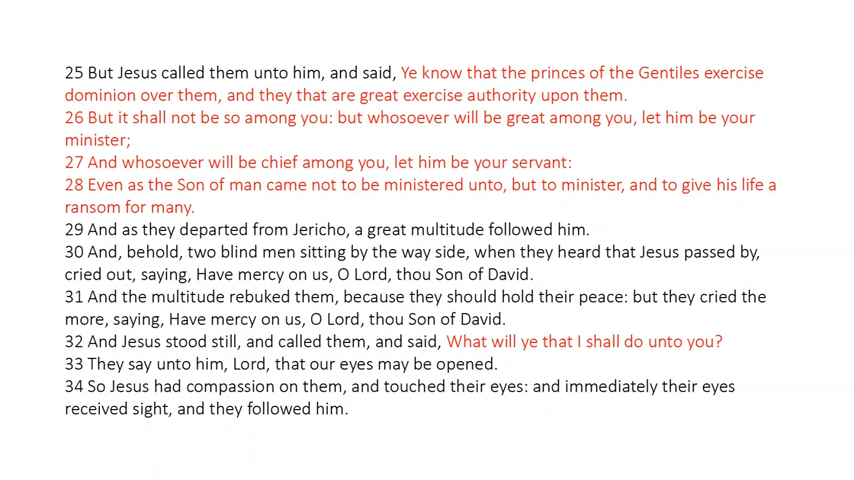 25 But Jesus called them unto him, and said, Ye know that the princes of the Gentiles exercise
dominion over them, and they that are great exercise authority upon them.
26 But it shall not be so among you: but whosoever will be great among you, let him be your
minister;
27 And whosoever will be chief among you, let him be your servant:
28 Even as the Son of man came not to be ministered unto, but to minister, and to give his life a
ransom for many.
29 And as they departed from Jericho, a great multitude followed him.
30 And, behold, two blind men sitting by the way side, when they heard that Jesus passed by,
cried out, saying, Have mercy on us, O Lord, thou Son of David.
31 And the multitude rebuked them, because they should hold their peace: but they cried the
more, saying, Have mercy on us, O Lord, thou Son of David.
32 And Jesus stood still, and called them, and said, What will ye that I shall do unto you?
33 They say unto him, Lord, that our eyes may be opened.
34 So Jesus had compassion on them, and touched their eyes: and immediately their eyes
received sight, and they followed him.